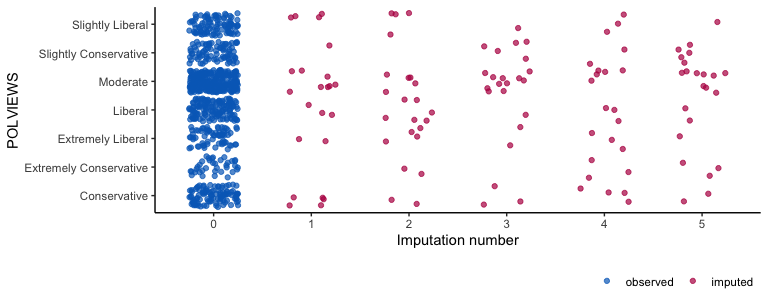 POLVIEWS
Slightly Liberal
Slightly Conservative
Moderate
Liberal
Extremely Liberal
Extremely Conservative
Conservative
0 1 2 3 4 5
Imputation number
observed imputed